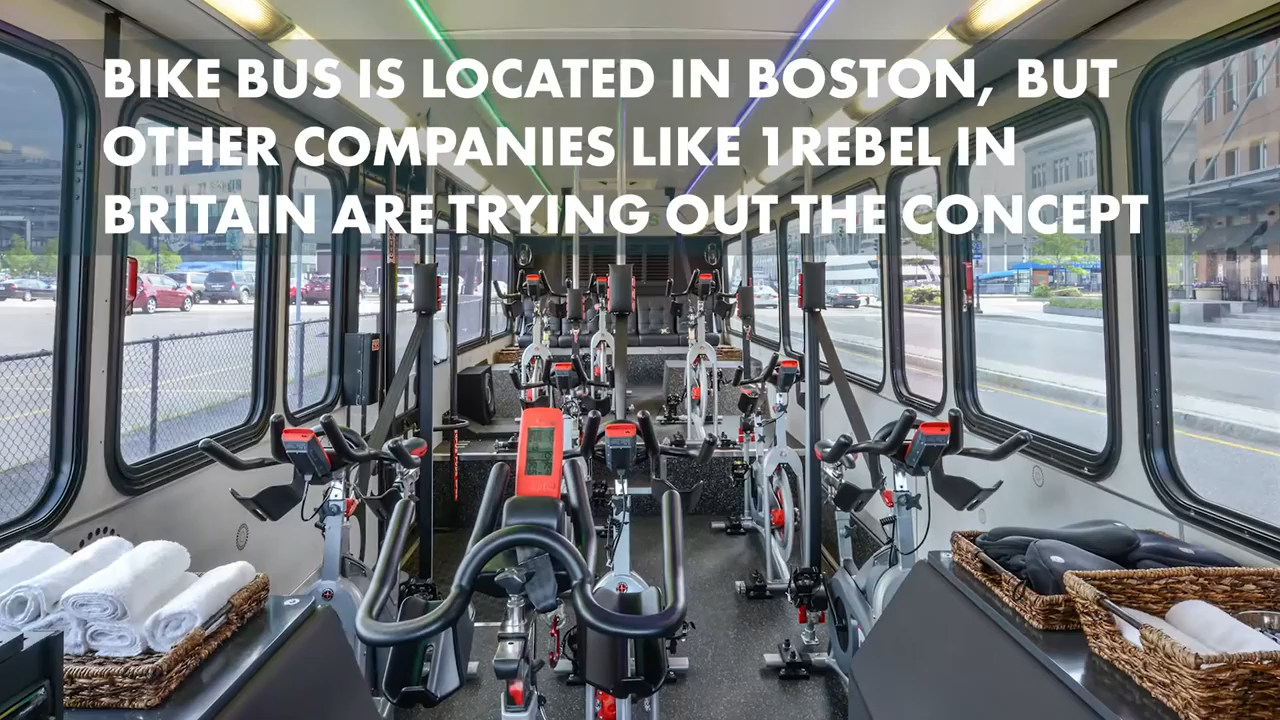 BIKE BUS IS LOCATED IN BOSTON, BUT
OTHER COMPANIES LIKE 1REBEL IN
BRITAIN ARE TRYING OUT THE CONCEPT